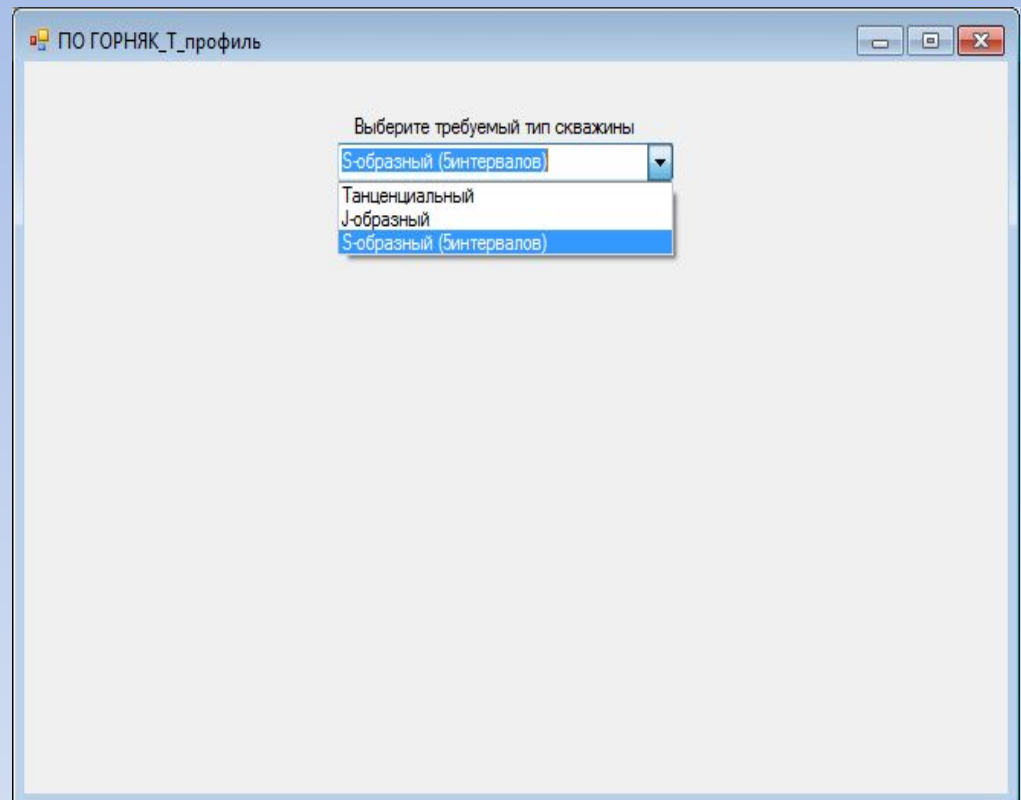 ПО ГОРНЯК_Т_профиль
Выберите требуемый тип скважины
S-образный (5интервалов)
Танценциальный
J-образный
S-образный (5интервалов)